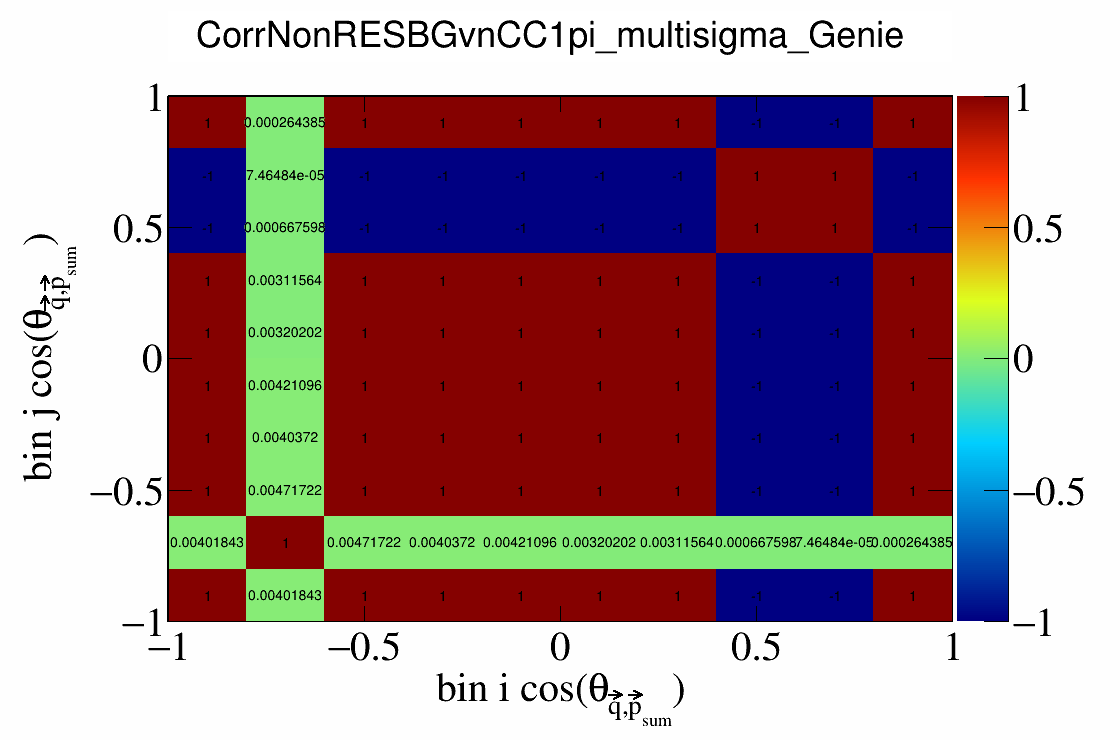 CorrNonRESBGvnCC1pi_multisigma_Genie
1 1 0.000264385 1 1 1 1 1 -1 -1 1 1
-1 7.46484e-05 -1 -1 -1 -1 -1 1 1 -1
0.5 -1 0.000667598 -1 -1 -1 -1 -1 1 1 -1 0.5
1 0.00311564 1 1 1 1 1 -1 -1 1
0 1 0.00320202 1 1 1 1 1 -1 -1 1 0
1 0.00421096 1 1 1 1 1 -1 -1 1
1 0.0040372 1 1 1 1 1 -1 -1 1
−0.5 1 0.00471722 1 1 1 1 1 -1 -1 1 −0.5
0.00401843 1 0.00471722 0.0040372 0.00421096 0.00320202 0.00311564 0.000667598 7.46484e-05 0.000264385
−1 1 0.00401843 1 1 1 1 1 -1 -1 1 −1
−1 −0.5 0 0.5 1
bin i cos(θ q⃗,p⃗ sum)
bin j cos(θ q⃗,p⃗ sum)